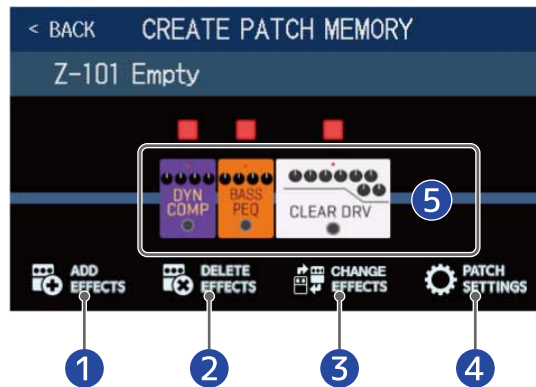 < BACK CREATE PATCH MEMORY
Z-101 Empty
DYN
COMP
BASS
PEQ
CLEAR DRV
5
ADD
EFFECTS
DELETE
EFFECTS
CHANGE
EFFECTS
PATCH
SETTINGS
1 2 3 4